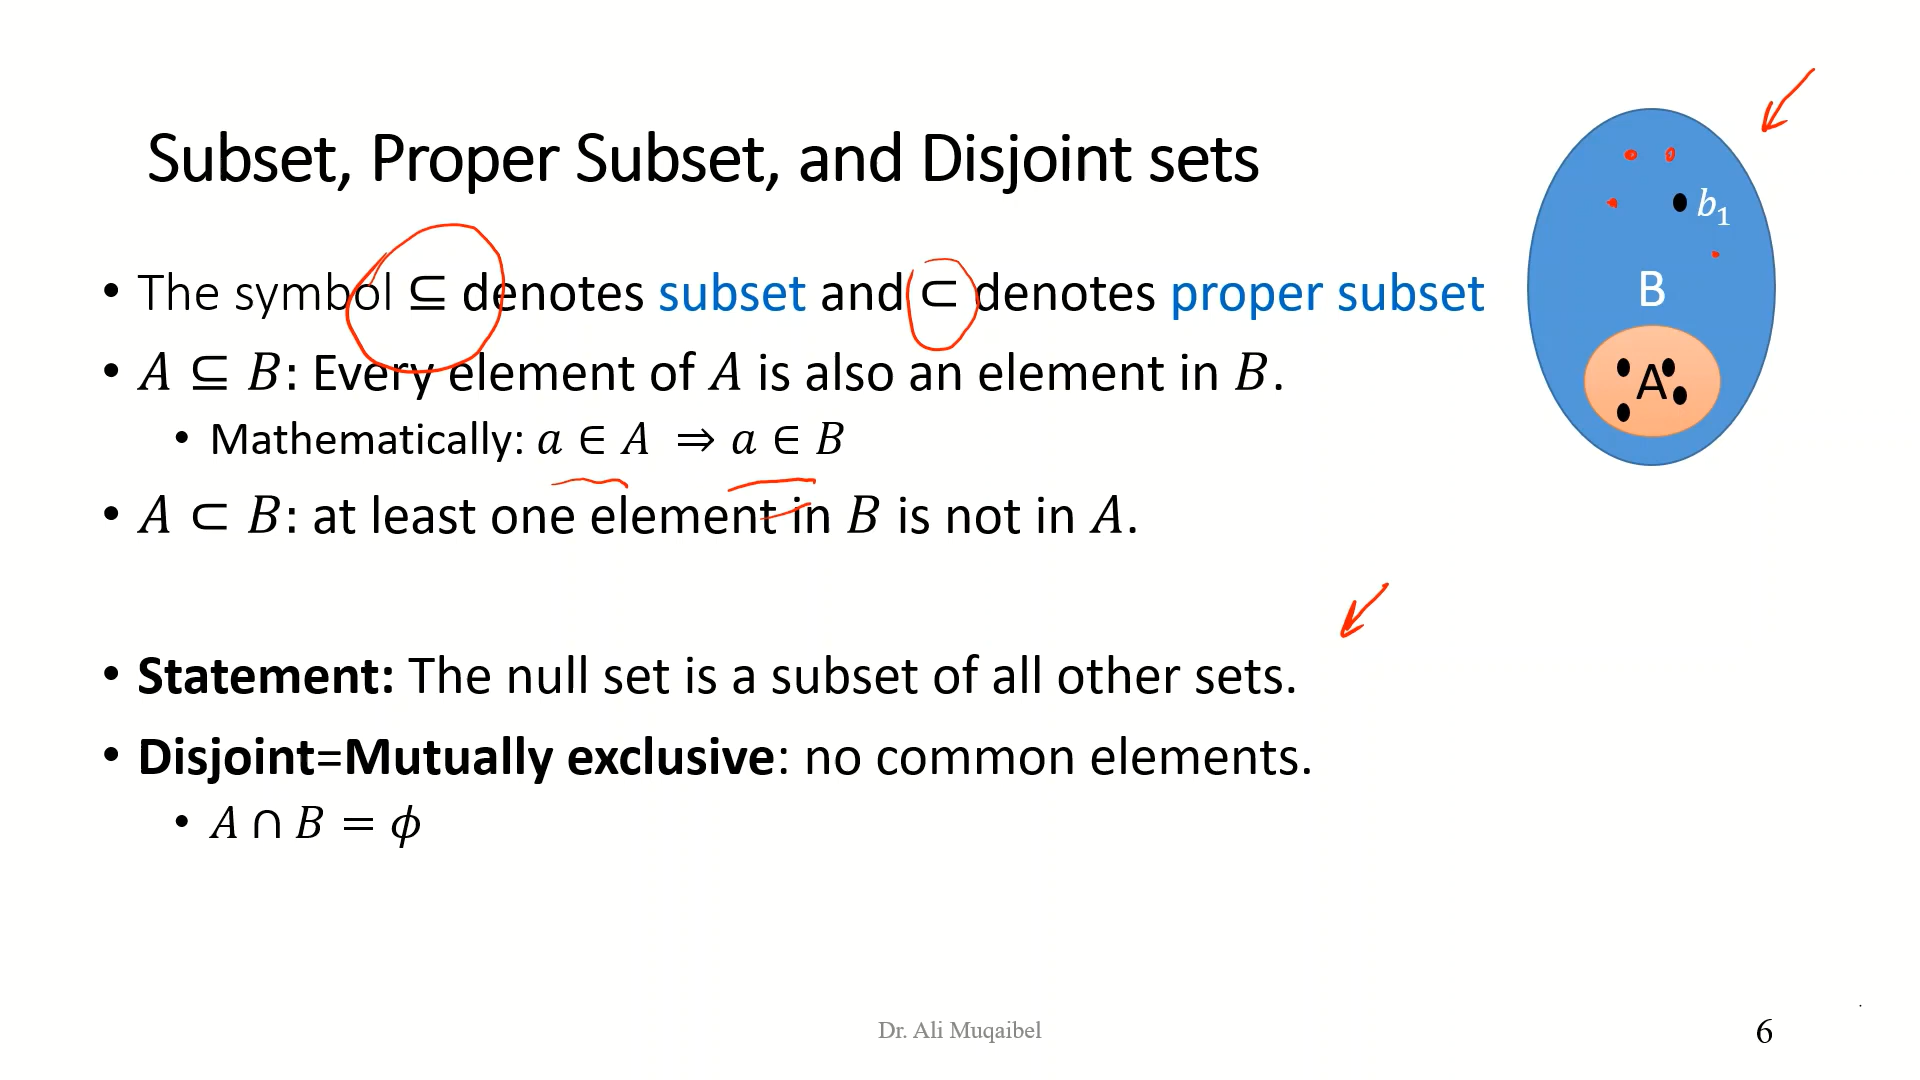 Subset, Proper Subset, and Disjoint sets
• The symbol ⊆ denotes subset and ⊂ denotes proper subset
• A ⊆ B: Every element of A is also an element in B.
• Mathematically: a ∈ A ⇒ a ∈ B
• A ⊂ B: at least one element in B is not in A.
• Statement: The null set is a subset of all other sets.
• Disjoint=Mutually exclusive: no common elements.
• A ∩ B = ϕ
b₁
B
A
Dr. Ali Muqaibel
6